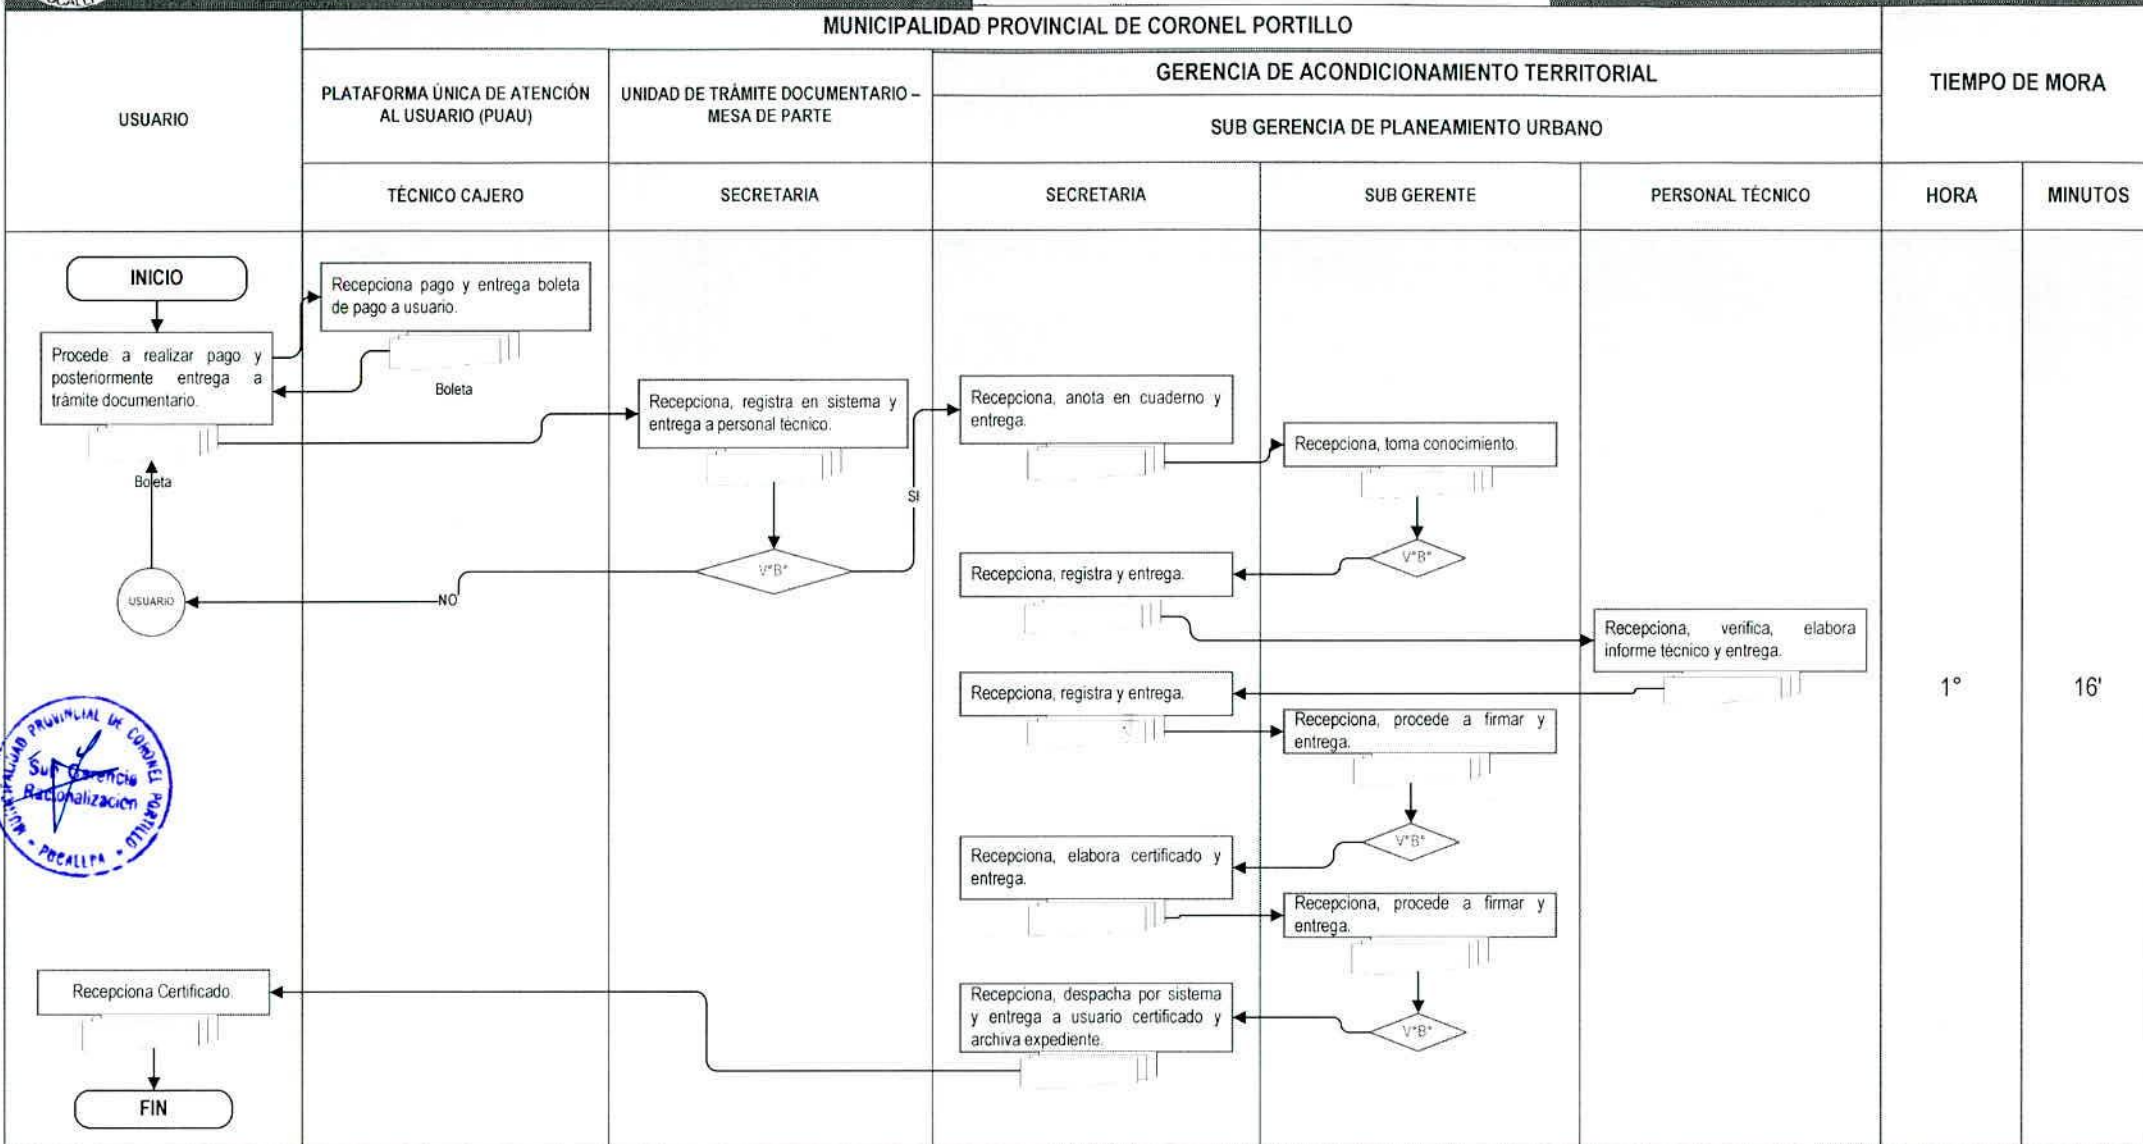 PUCALLPA
MUNICIPALIDAD PROVINCIAL DE CORONEL PORTILLO
USUARIO
PLATAFORMA ÚNICA DE ATENCIÓN
AL USUARIO (PUAU)
UNIDAD DE TRÁMITE DOCUMENTARIO –
MESA DE PARTE
GERENCIA DE ACONDICIONAMIENTO TERRITORIAL
SUB GERENCIA DE PLANEAMIENTO URBANO
TIEMPO DE MORA
TÉCNICO CAJERO
SECRETARIA
SECRETARIA
SUB GERENTE
PERSONAL TÉCNICO
HORA
MINUTOS
INICIO
Recepciona pago y entrega boleta
de pago a usuario.
Procede a realizar pago y
posteriormente entrega a
trámite documentario.
Boleta
Recepciona, registra en sistema y
entrega a personal técnico.
Recepciona, anota en cuaderno y
entrega.
Recepciona, toma conocimiento.
Boleta
SI
V°B°
V°B°
Recepciona, registra y entrega.
USUARIO
NO
Recepciona, verifica, elabora
informe técnico y entrega.
Recepciona, registra y entrega.
1°
16'
Recepciona, procede a firmar y
entrega.
MUNICIPALIDAD PROVINCIAL DE CORONEL PORTILLO
Sub Gerencia
Racionalización
- PUCALLPA -
V°B°
Recepciona, elabora certificado y
entrega.
Recepciona, procede a firmar y
entrega.
Recepciona Certificado.
Recepciona, despacha por sistema
y entrega a usuario certificado y
archiva expediente.
V°B°
FIN